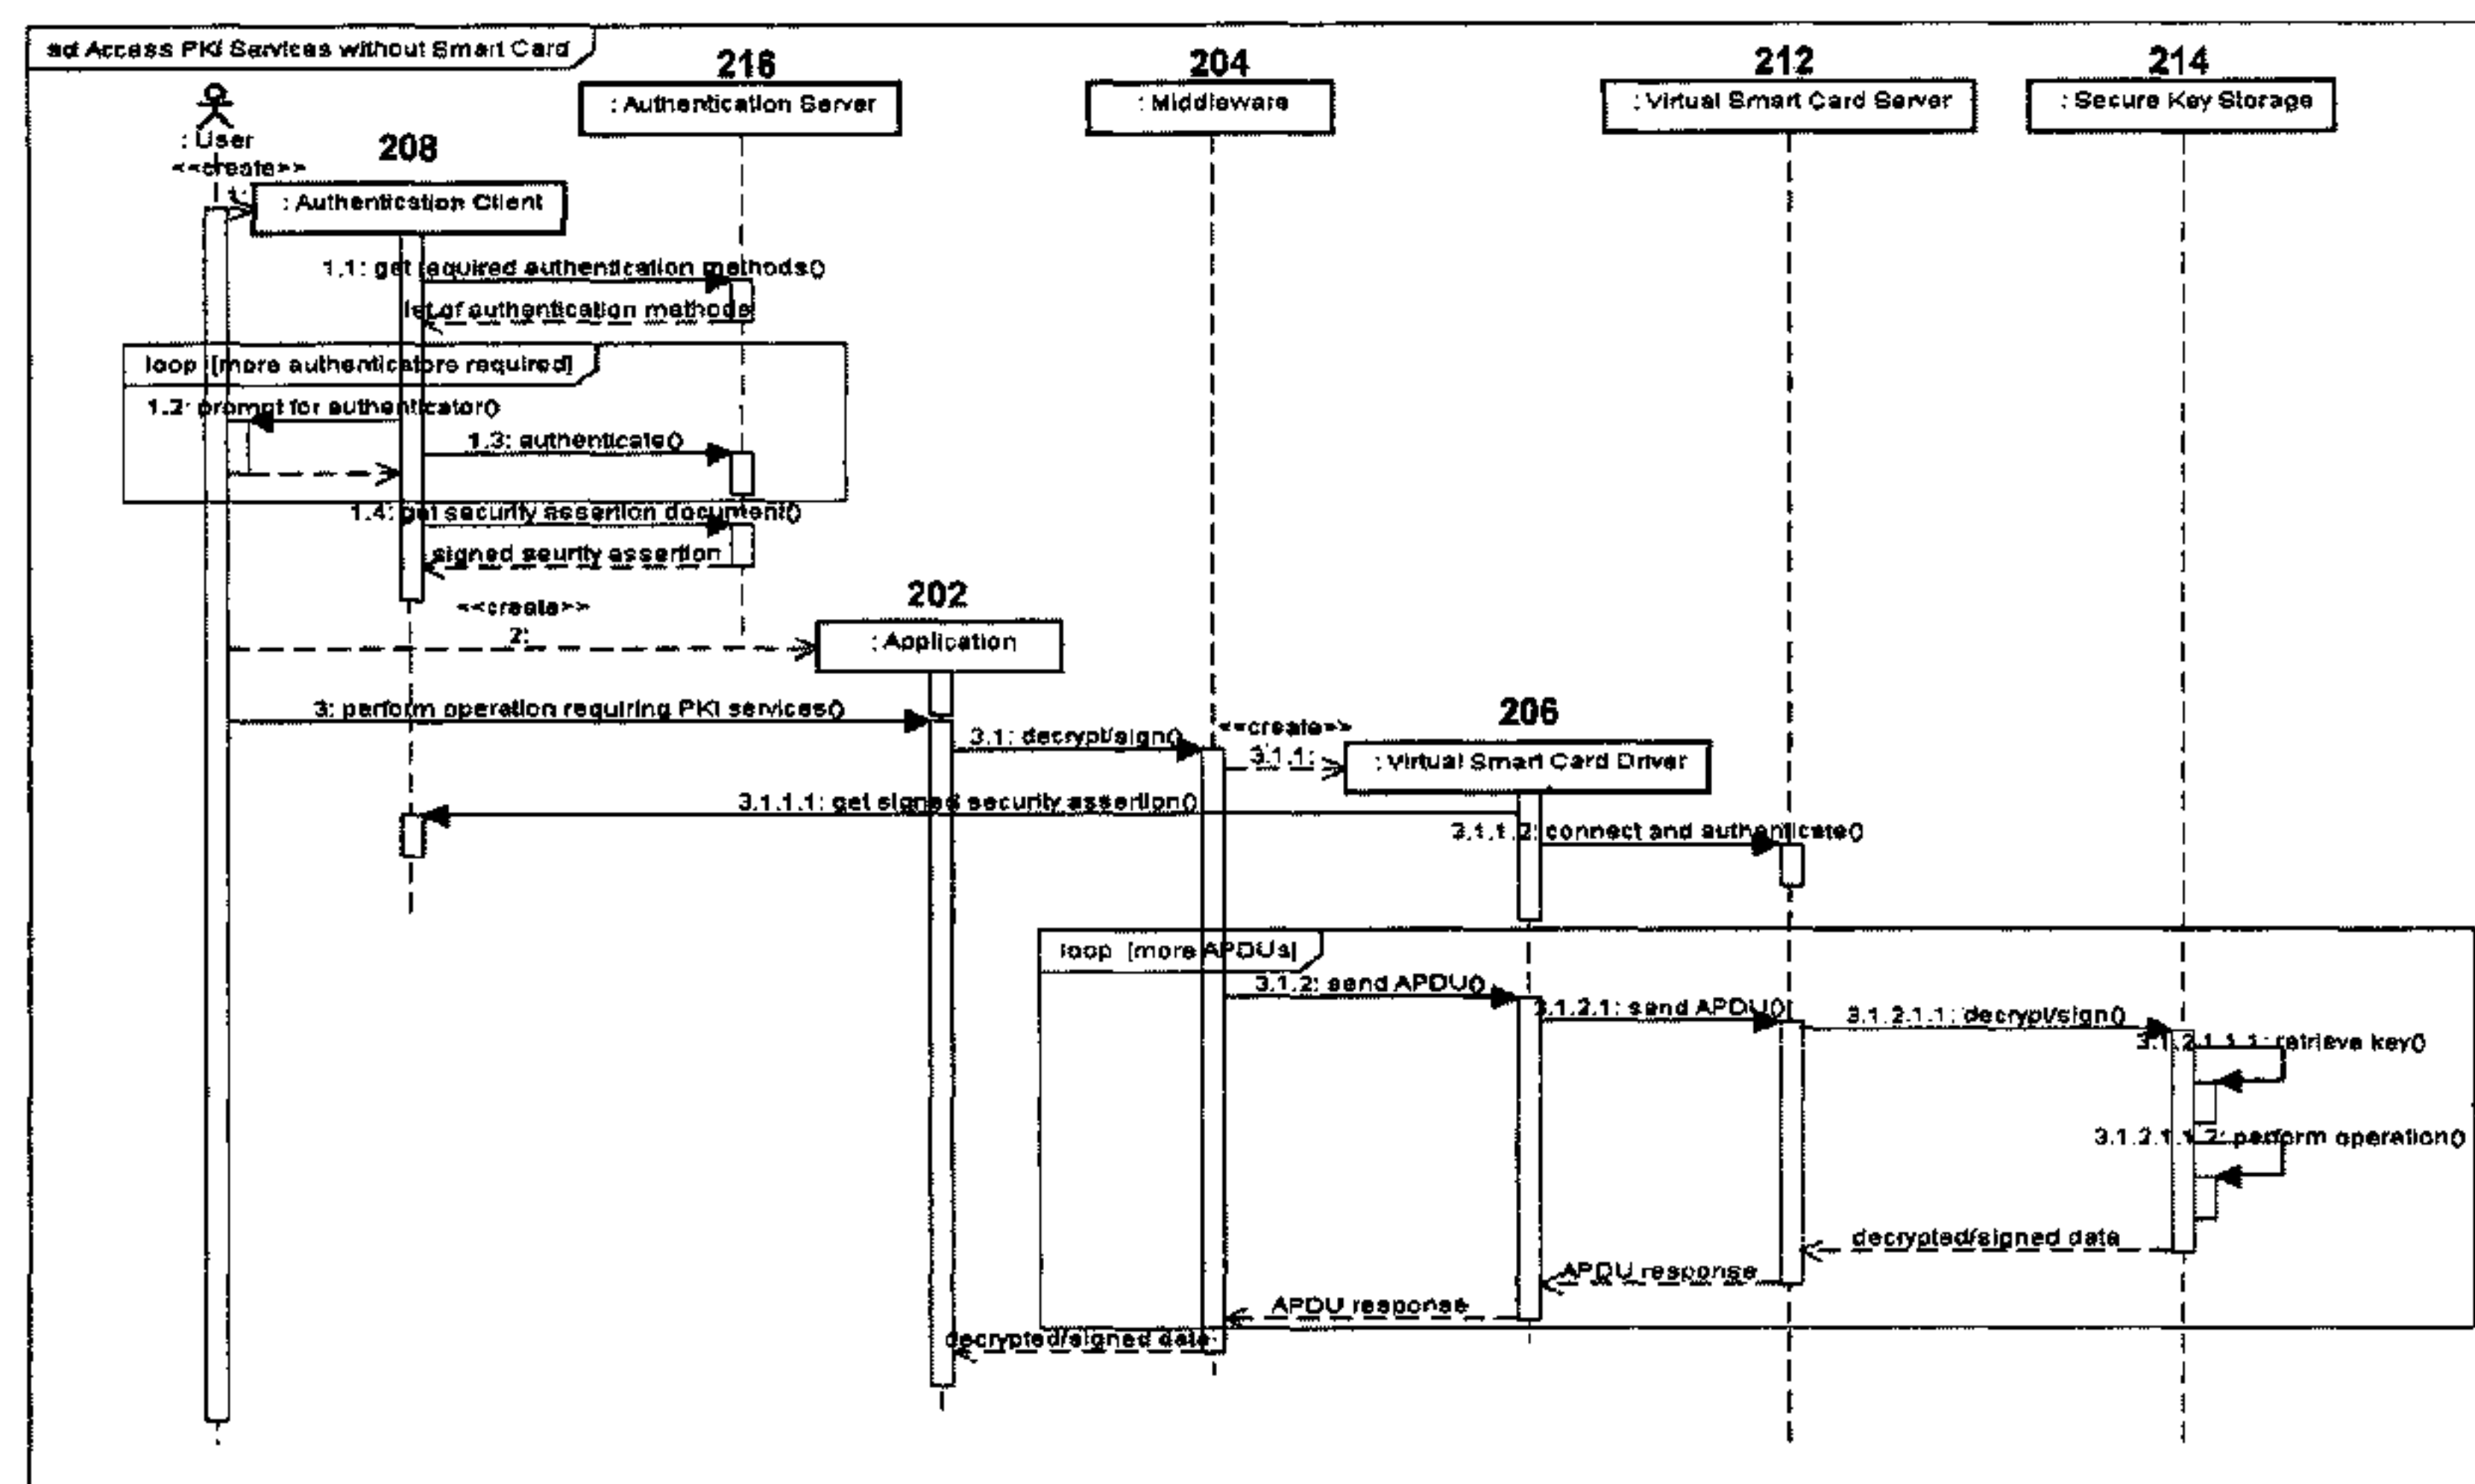 sd Access PKI Services without Smart Card
216
204
212
214
: Authentication Server
: Middleware
: Virtual Smart Card Server
: Secure Key Storage
: User
208
<<create>>
1:
: Authentication Client
1.1: get required authentication methods()
list of authentication methods
loop [more authenticators required]
1.2: prompt for authenticator()
1.3: authenticate()
1.4: get security assertion document()
signed seurity assertion
<<create>>
2:
202
: Application
3: perform operation requiring PKI services()
206
3.1: decrypt/sign()
<<create>>
3.1.1:
: Virtual Smart Card Driver
3.1.1.1: get signed security assertion()
3.1.1.2: connect and authenticate()
loop [more APDUs]
3.1.2: send APDU()
3.1.2.1: send APDU()
3.1.2.1.1: decrypt/sign()
3.1.2.1.1.1: retrieve key()
3.1.2.1.1.2: perform operation()
decrypted/signed data
APDU response
APDU response
decrypted/signed data